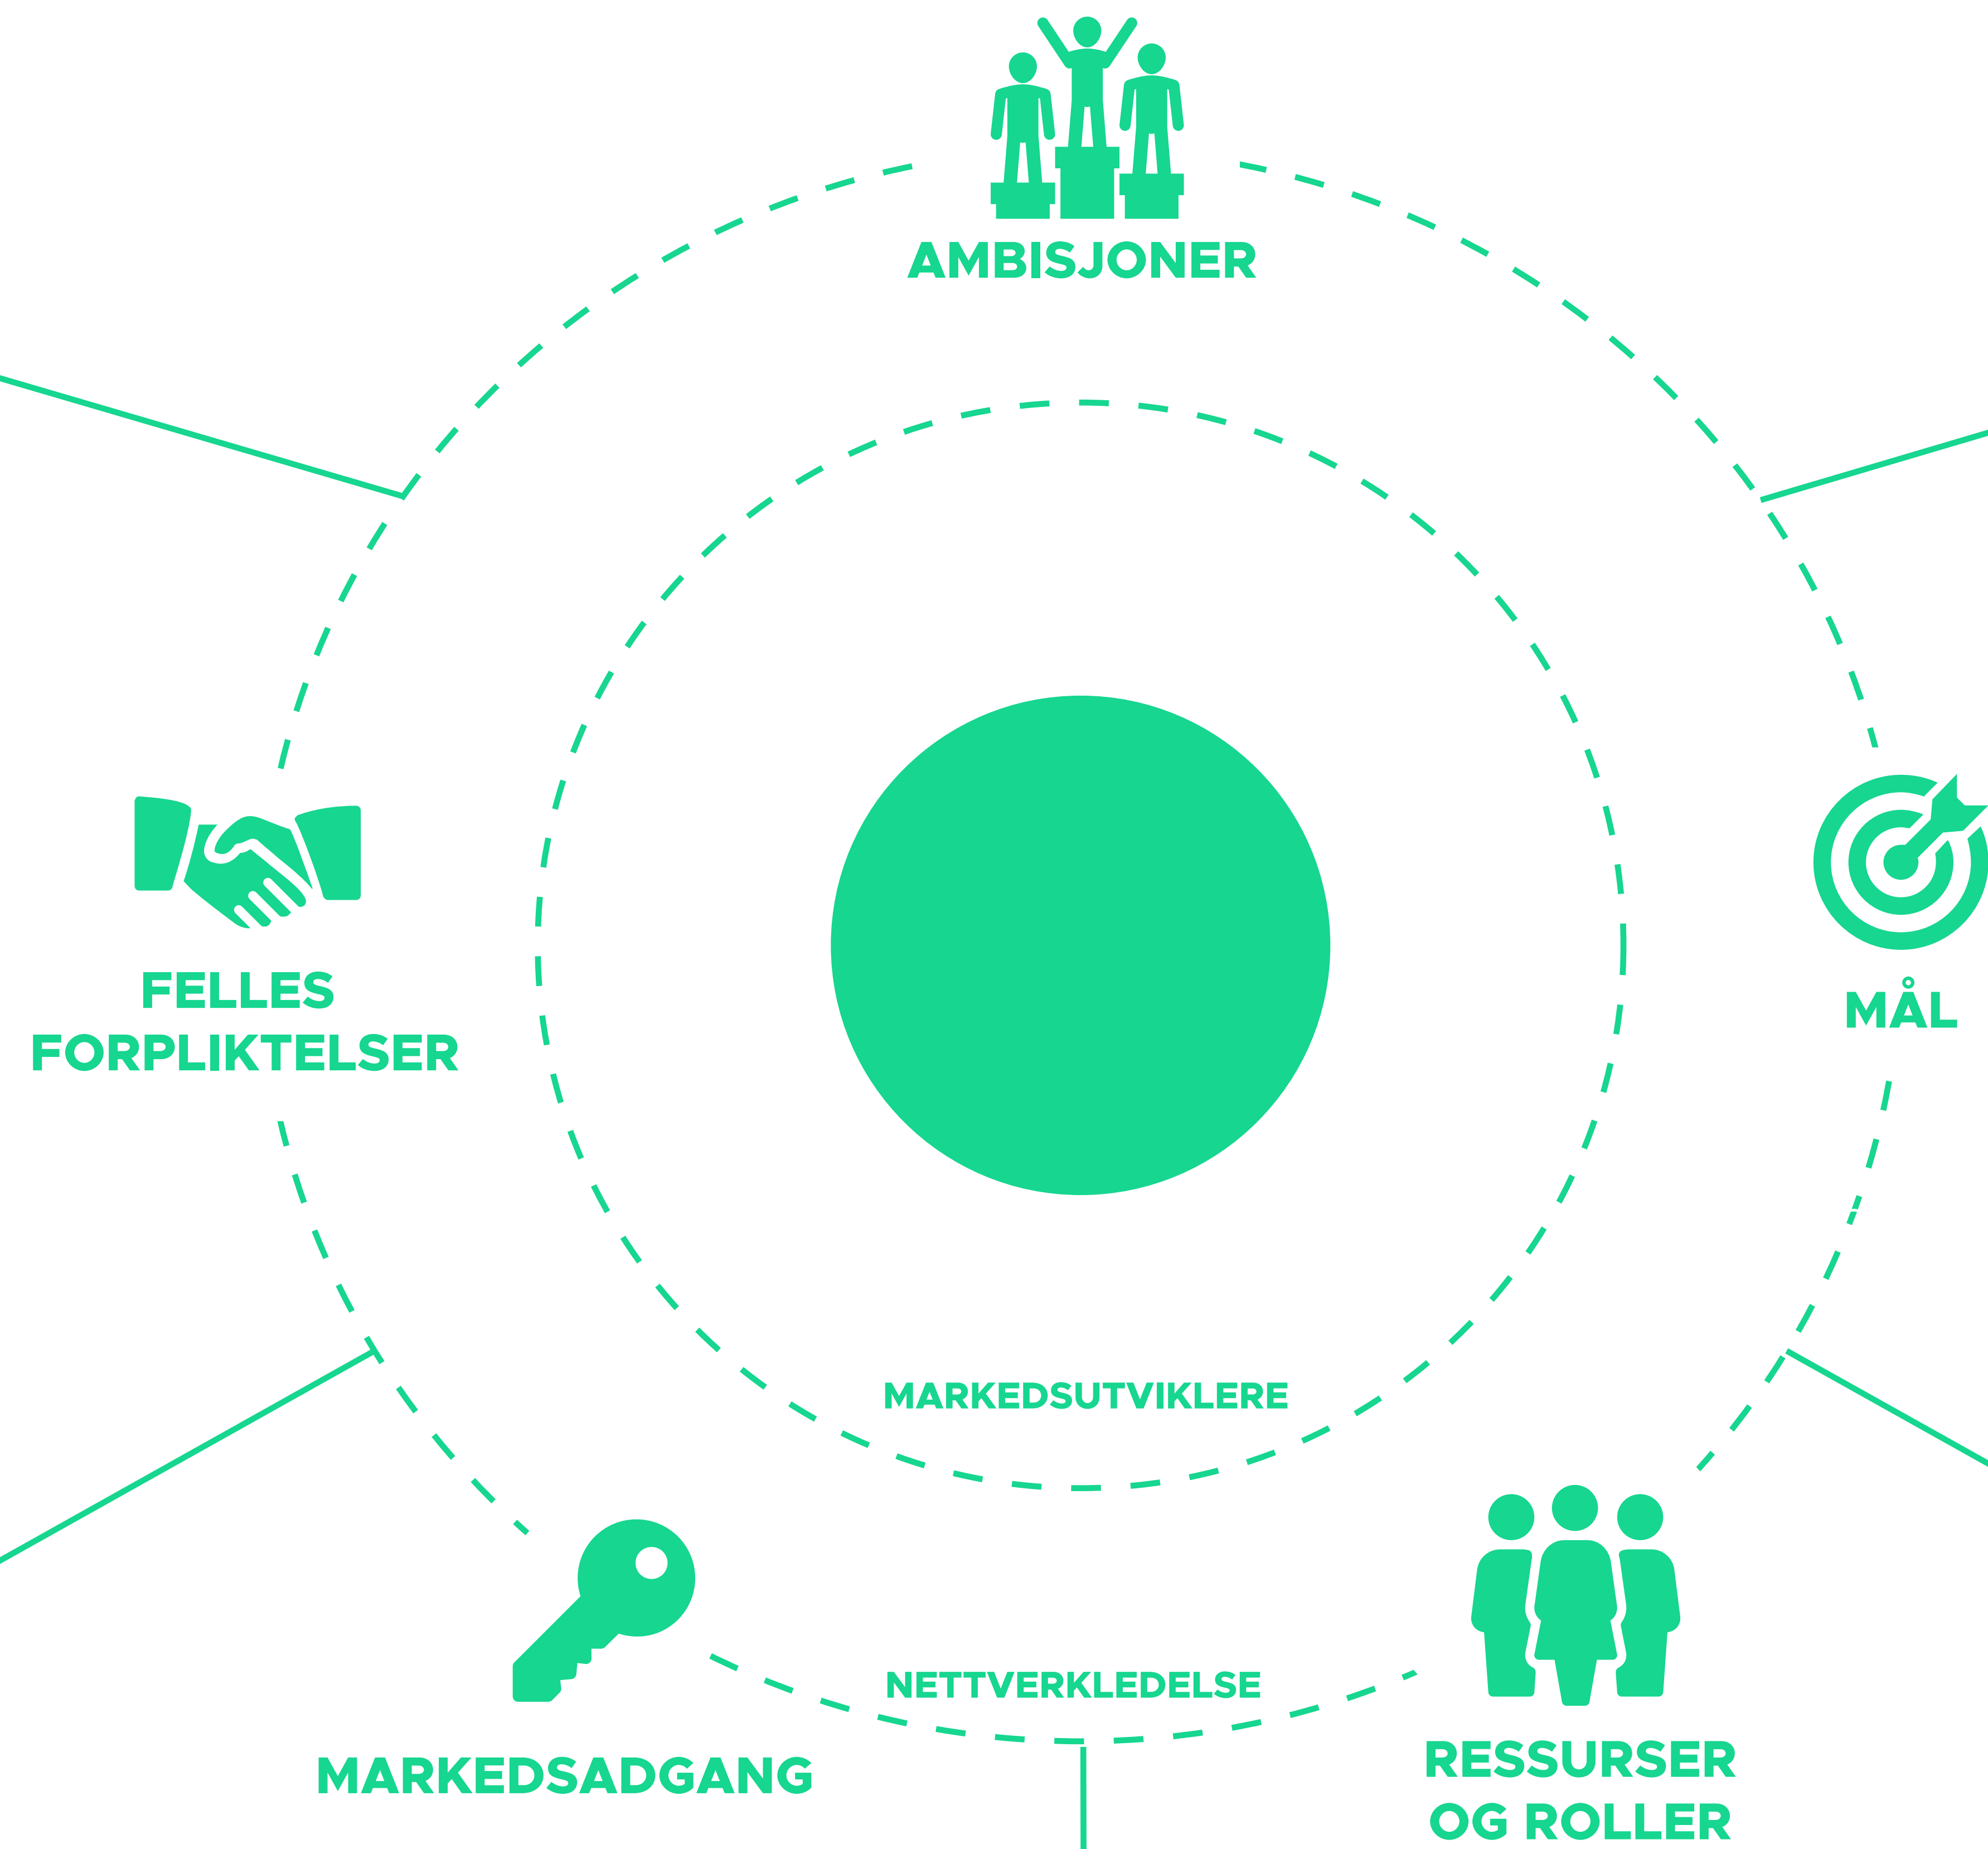 AMBISJONER
FELLES
FORPLIKTELSER
MÅL
MARKEDSUTVIKLERE
NETTVERKLEDELSE
MARKEDSADGANG
RESSURSER
OG ROLLER